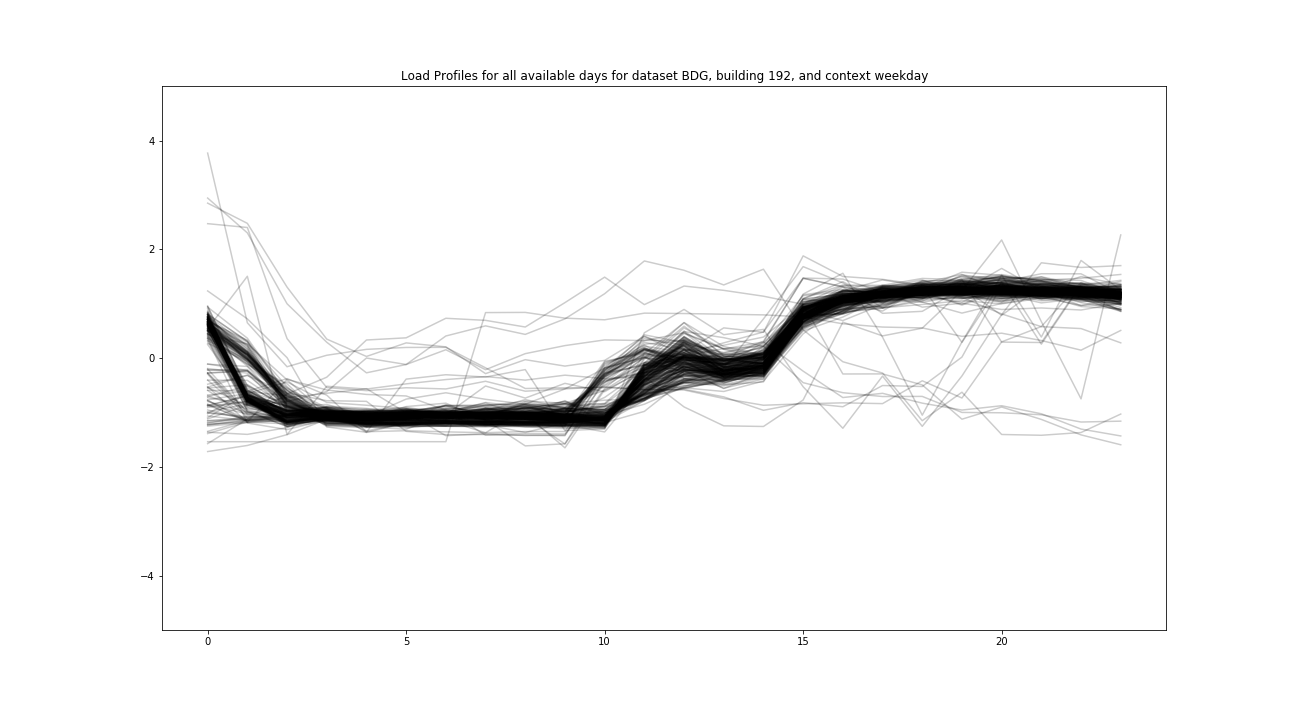 Load Profiles for all available days for dataset BDG, building 192, and context weekday
4
2
0
−2
−4
0 5 10 15 20